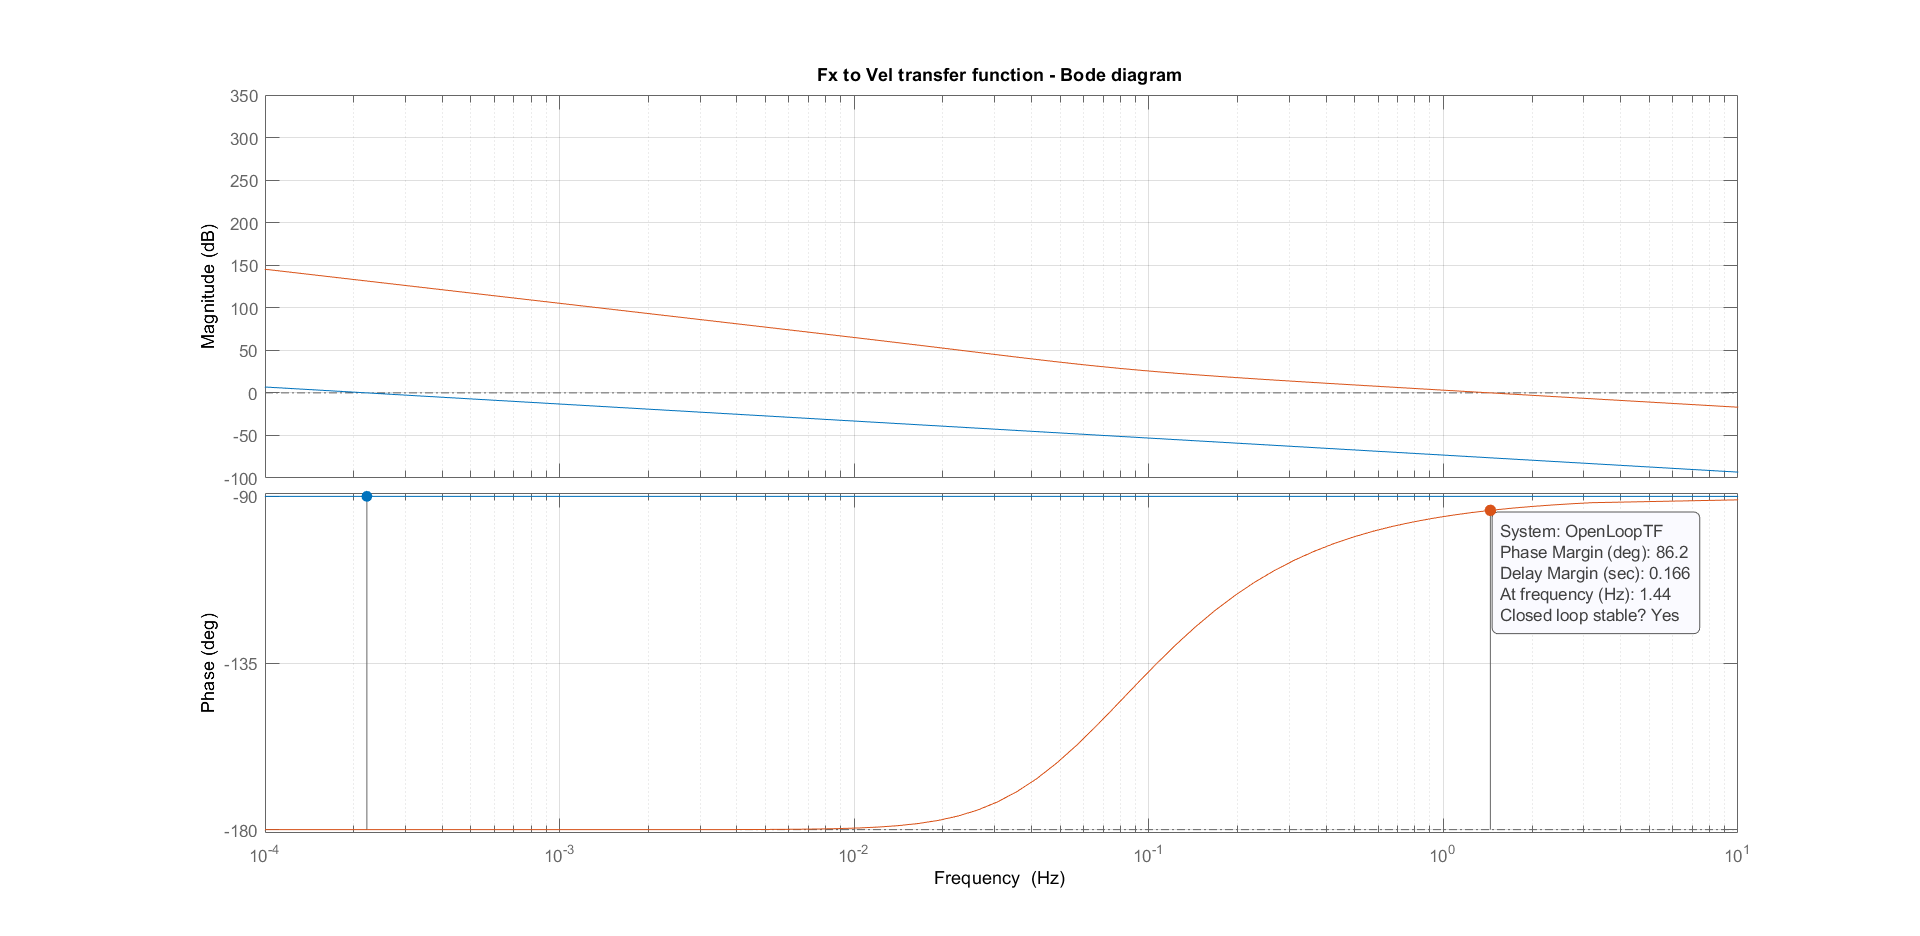 Fx to Vel transfer function - Bode diagram
350
300
250
200
150
100
50
0
-50
-100
Magnitude (dB)
-90
-135
-180
Phase (deg)
System: OpenLoopTF
Phase Margin (deg): 86.2
Delay Margin (sec): 0.166
At frequency (Hz): 1.44
Closed loop stable? Yes
10^-4 10^-3 10^-2 10^-1 10^0 10^1
Frequency (Hz)